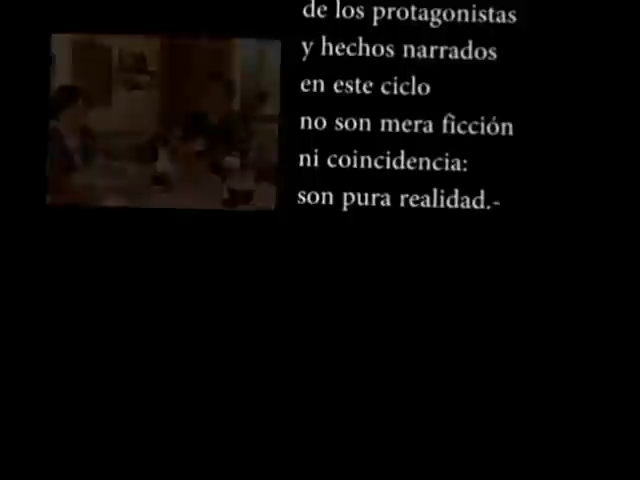 de los protagonistas
y hechos narrados
en este ciclo
no son mera ficción
ni coincidencia:
son pura realidad.-